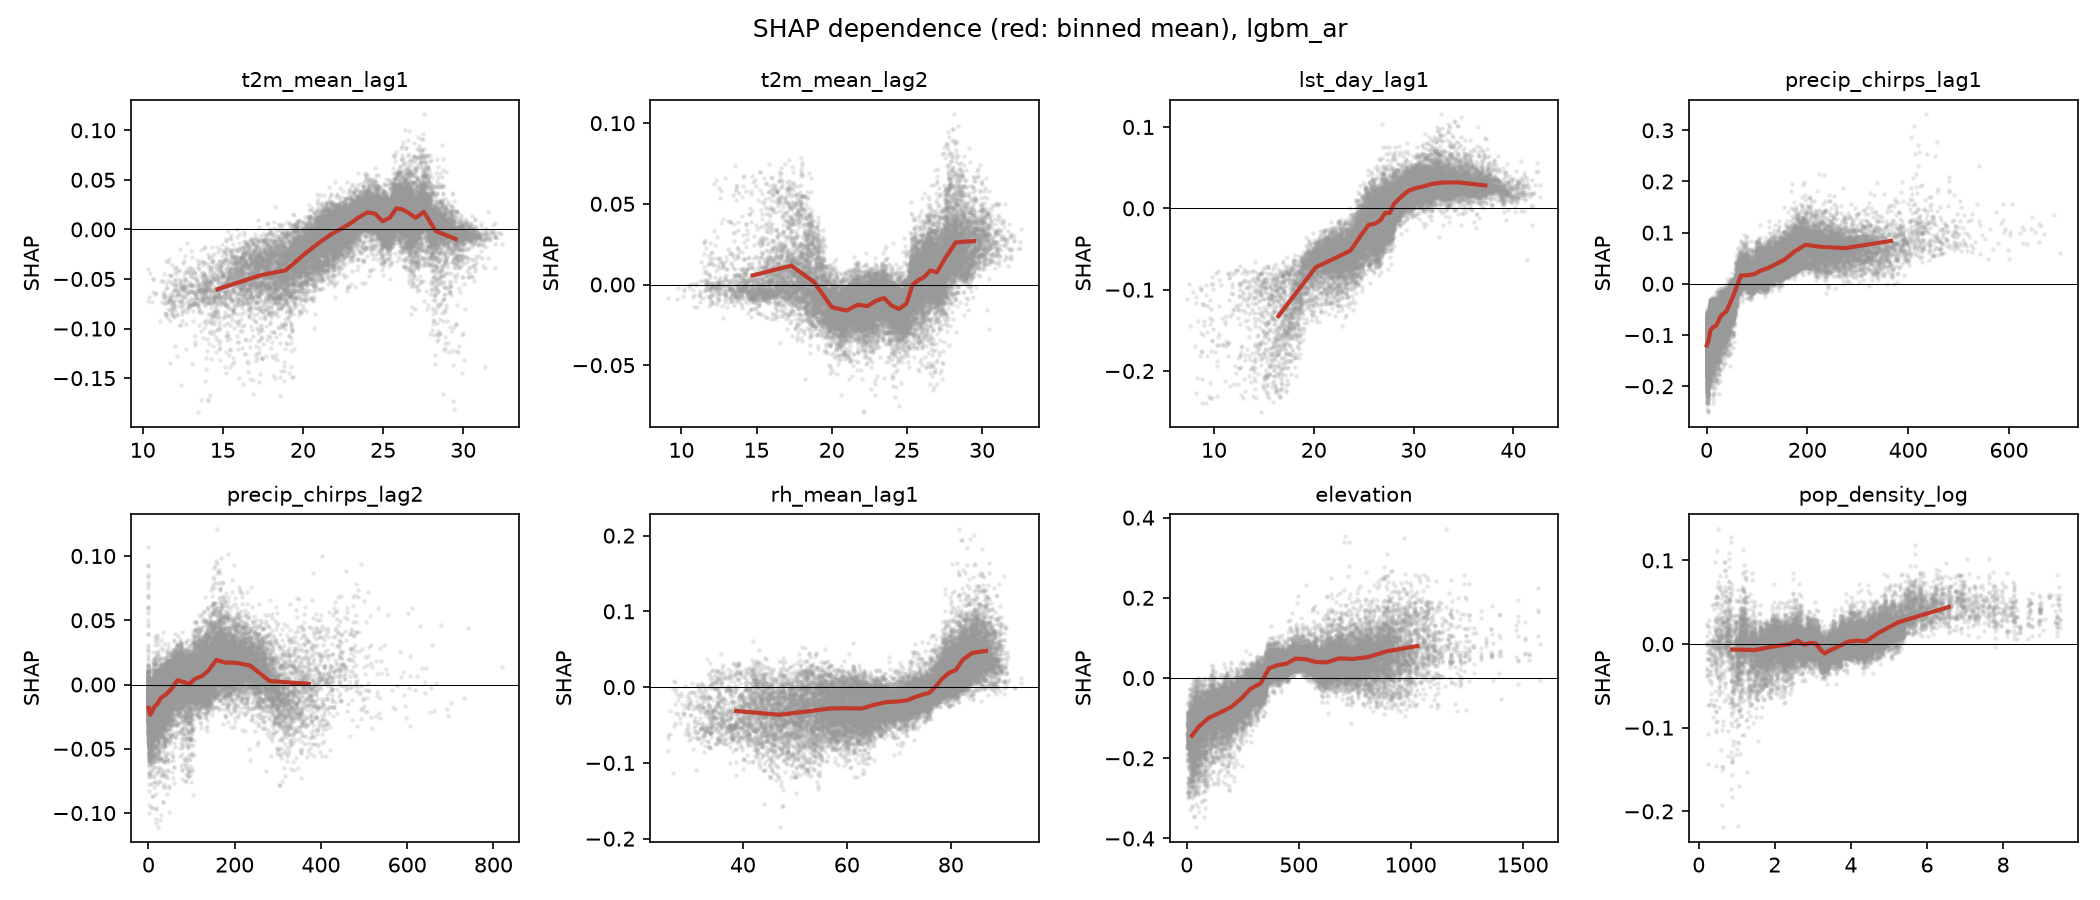 SHAP dependence (red: binned mean), lgbm_ar
t2m_mean_lag1
SHAP
0.10
0.05
0.00
−0.05
−0.10
−0.15
10 15 20 25 30
t2m_mean_lag2
SHAP
0.10
0.05
0.00
−0.05
10 15 20 25 30
lst_day_lag1
SHAP
0.1
0.0
−0.1
−0.2
10 20 30 40
precip_chirps_lag1
SHAP
0.3
0.2
0.1
0.0
−0.1
−0.2
0 200 400 600
precip_chirps_lag2
SHAP
0.10
0.05
0.00
−0.05
−0.10
0 200 400 600 800
rh_mean_lag1
SHAP
0.2
0.1
0.0
−0.1
−0.2
40 60 80
elevation
SHAP
0.4
0.2
0.0
−0.2
−0.4
0 500 1000 1500
pop_density_log
SHAP
0.1
0.0
−0.1
−0.2
0 2 4 6 8